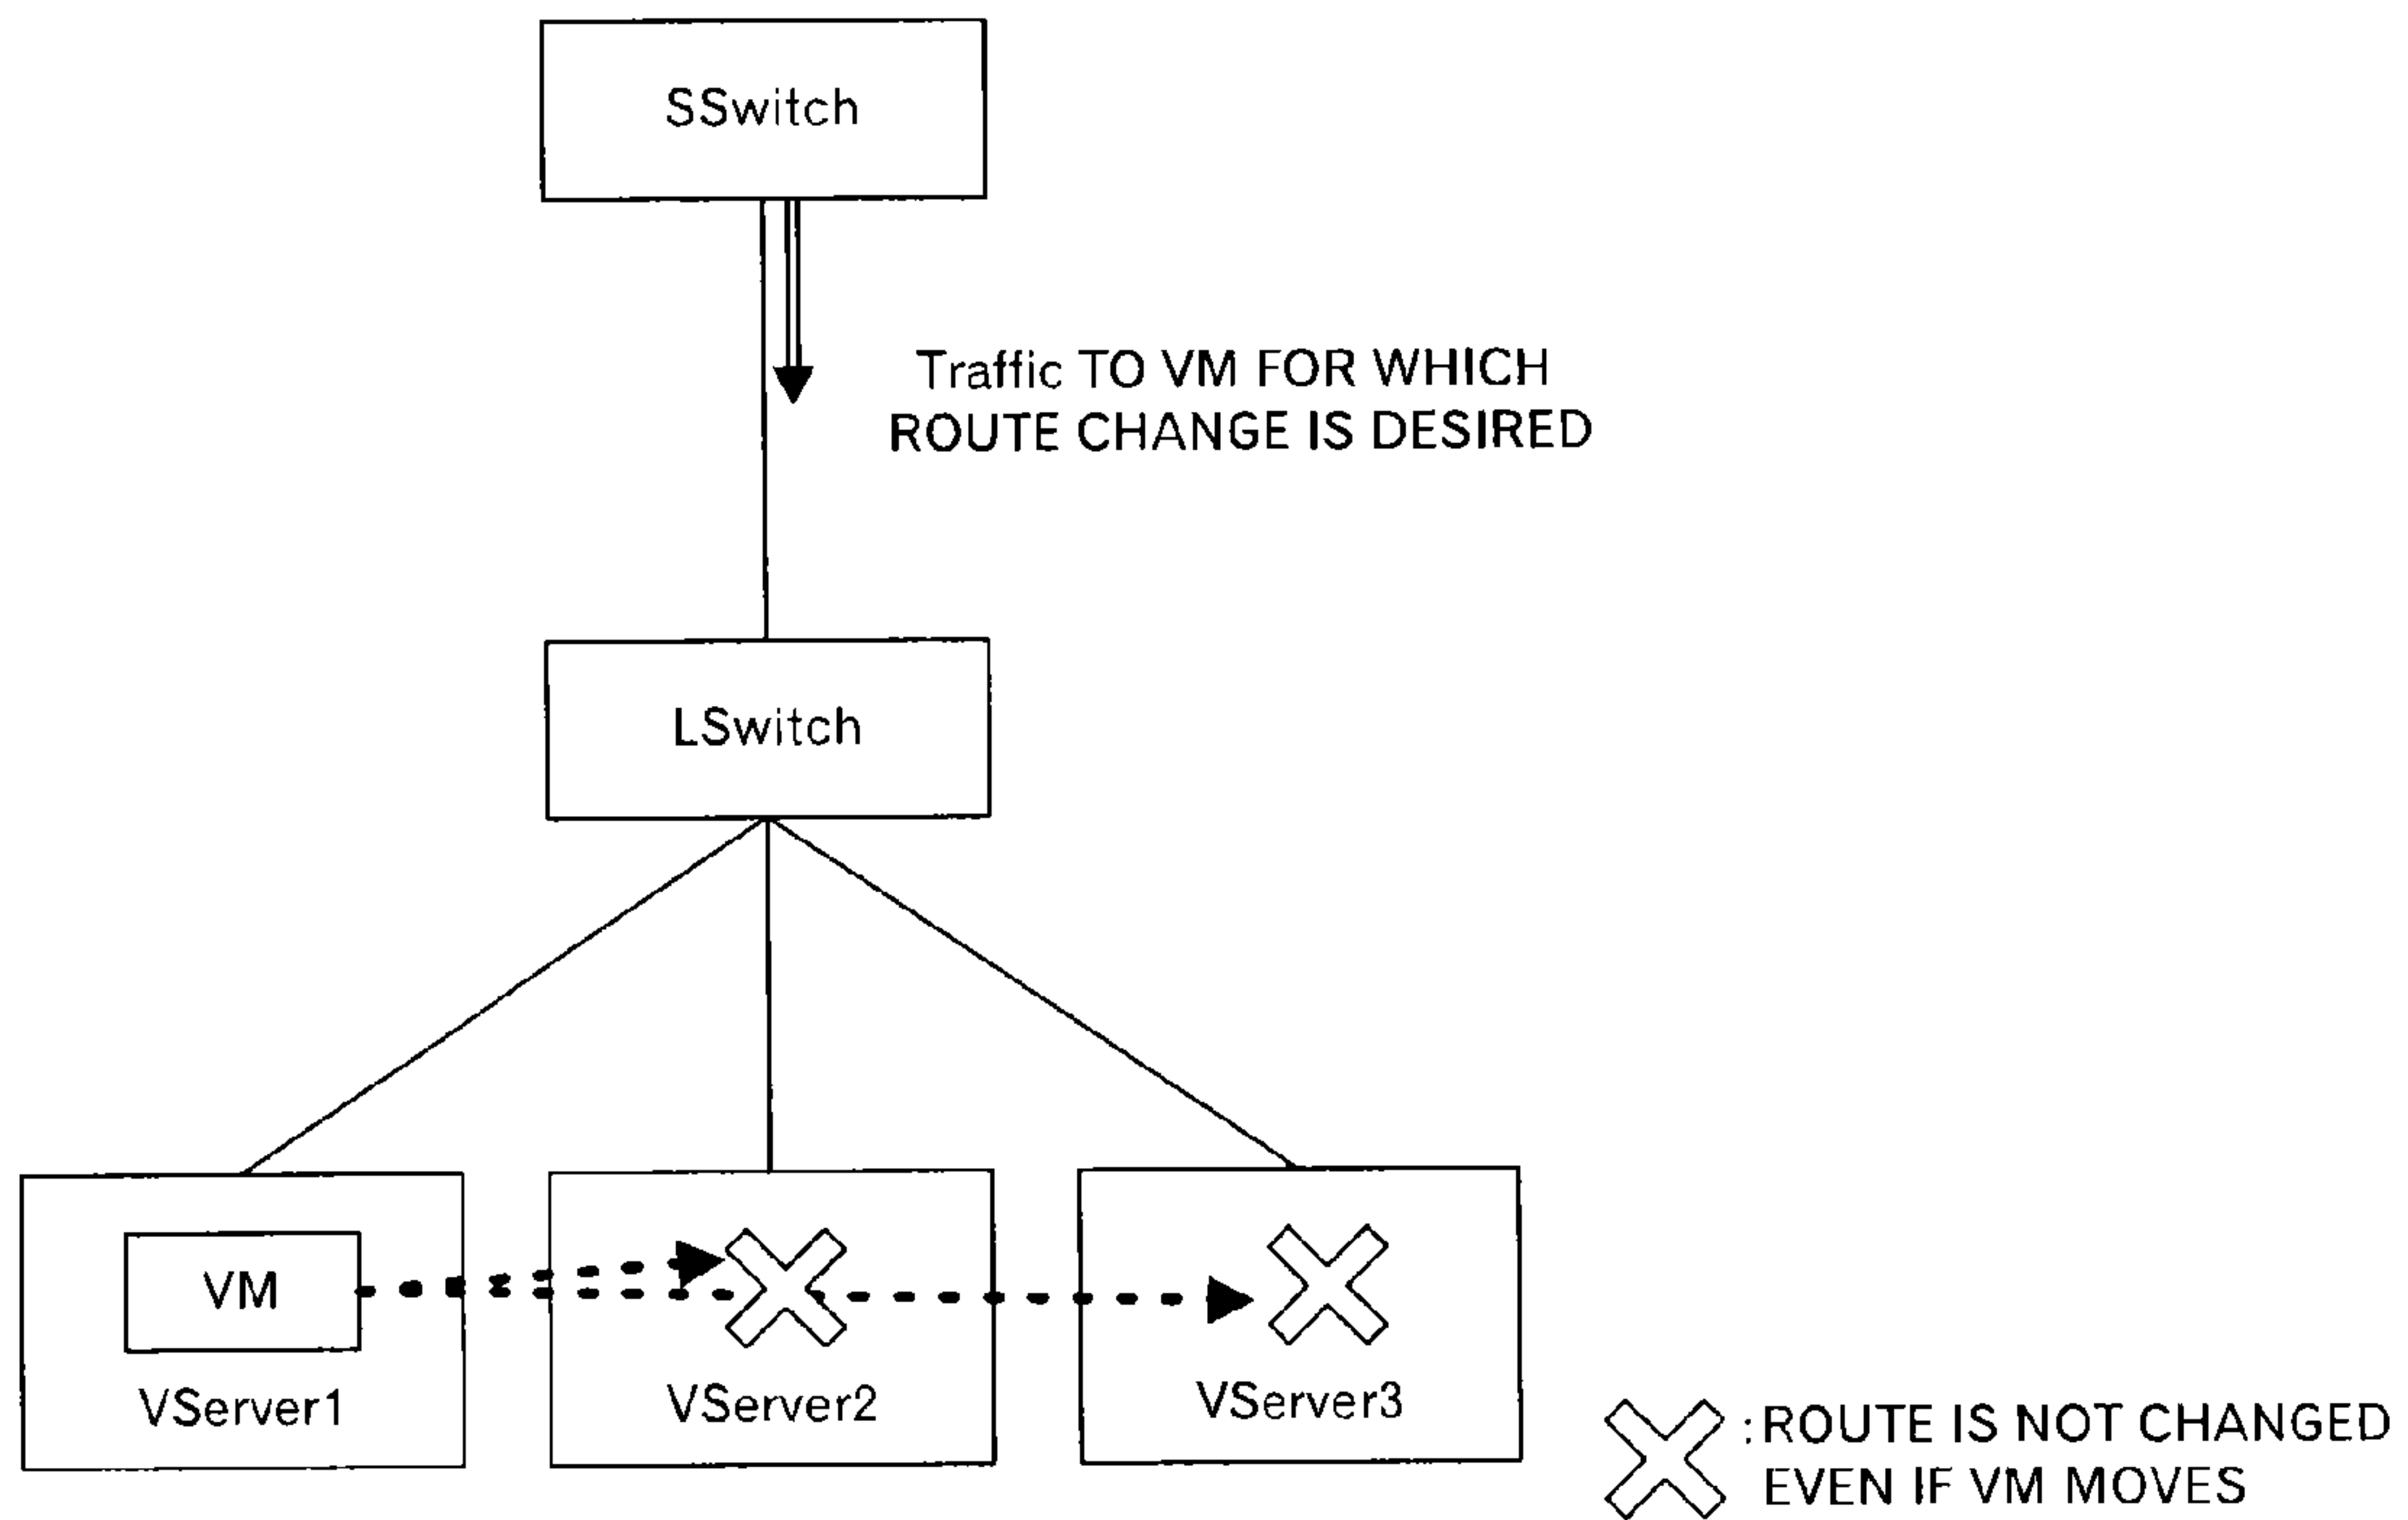 SSwitch
Traffic TO VM FOR WHICH
ROUTE CHANGE IS DESIRED
LSwitch
VM
VServer1
VServer2
VServer3
:ROUTE IS NOT CHANGED
EVEN IF VM MOVES